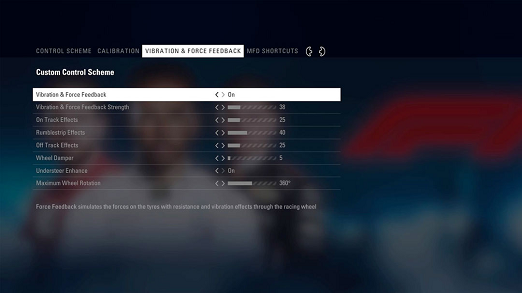 CONTROL SCHEME CALIBRATION VIBRATION & FORCE FEEDBACK MFD SHORTCUTS
Custom Control Scheme
Vibration & Force Feedback On
Vibration & Force Feedback Strength 38
On Track Effects 25
Rumblestrip Effects 40
Off Track Effects 25
Wheel Damper 5
Understeer Enhance On
Maximum Wheel Rotation 360°
Force Feedback simulates the forces on the tyres with resistance and vibration effects through the racing wheel